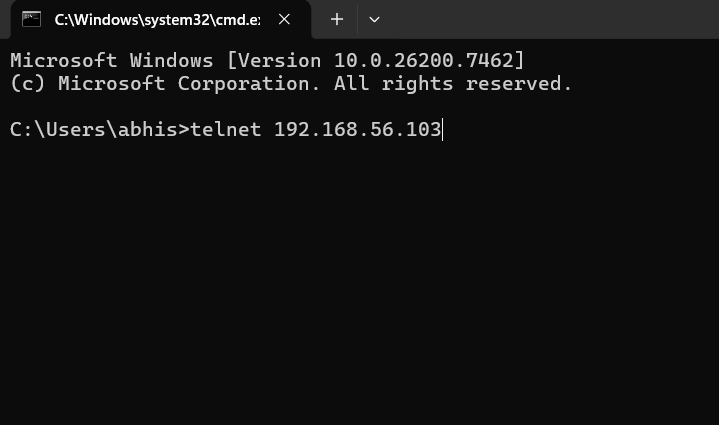 C:\Windows\system32\cmd.e
Microsoft Windows [Version 10.0.26200.7462]
(c) Microsoft Corporation. All rights reserved.
C:\Users\abhis>telnet 192.168.56.103